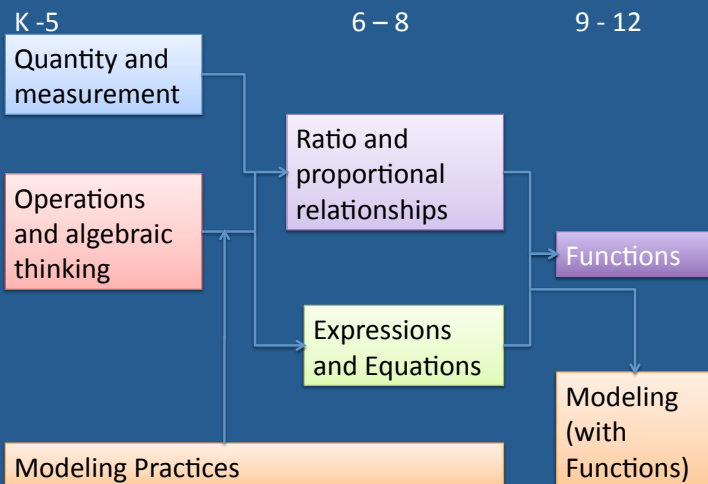 K -5
6 – 8
9 - 12
Quantity and
measurement
Ratio and
proportional
relationships
Operations
and algebraic
thinking
Functions
Expressions
and Equations
Modeling
(with
Functions)
Modeling Practices